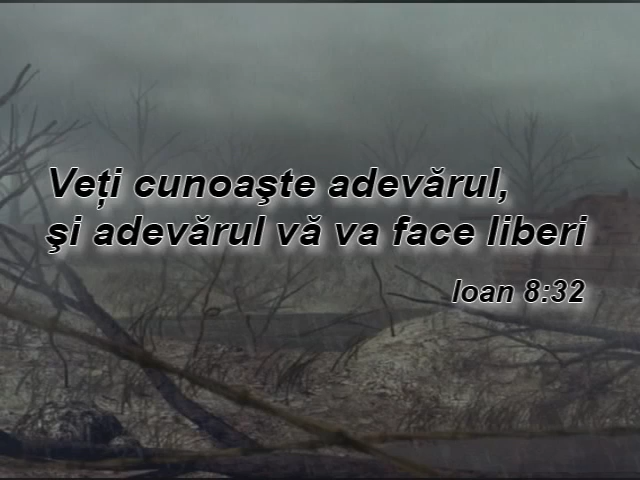 Veți cunoaşte adevărul,
şi adevărul vă va face liberi
Ioan 8:32